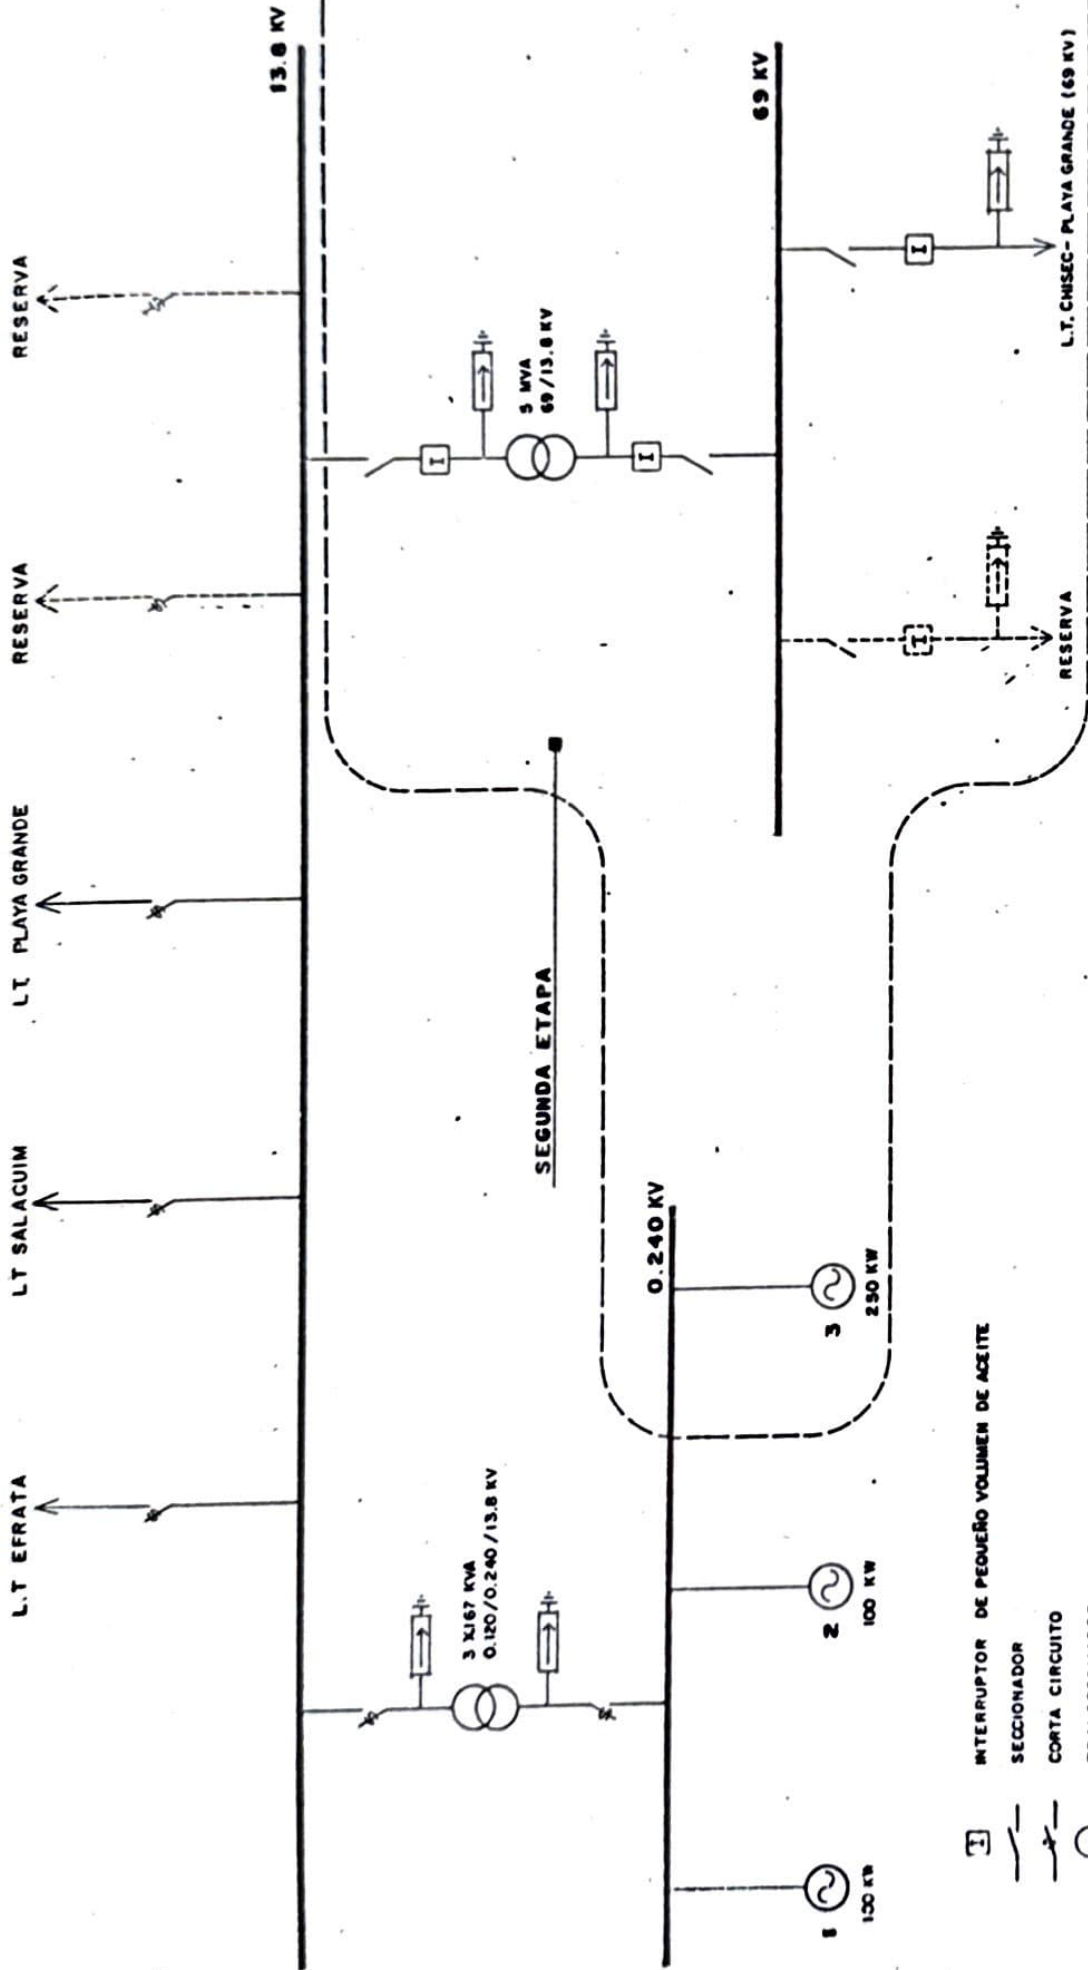 L.T EFRATA
LT SALACUIM
LT. PLAYA GRANDE
RESERVA
RESERVA
13.8 KV
3 X167 KVA
0.120/0.240/13.8 KV
I
5 MVA
69/13.8 KV
I
SEGUNDA ETAPA
0.240 KV
69 KV
1
2
100 KW
3
250 KW
I
I
RESERVA
L.T. CHISEC- PLAYA GRANDE (69 KV)
I INTERRUPTOR DE PEQUEÑO VOLUMEN DE ACEITE
SECCIONADOR
CORTA CIRCUITO